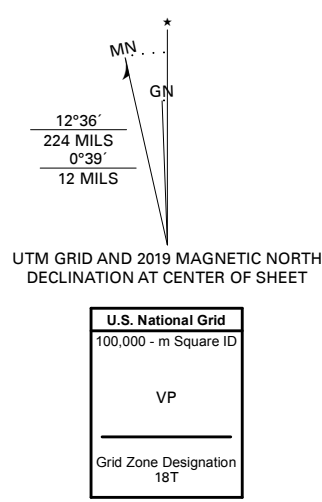 ★
MN
GN
12°36´
224 MILS
0°39´
12 MILS
UTM GRID AND 2019 MAGNETIC NORTH
DECLINATION AT CENTER OF SHEET
U.S. National Grid
100,000 - m Square ID
VP
Grid Zone Designation
18T